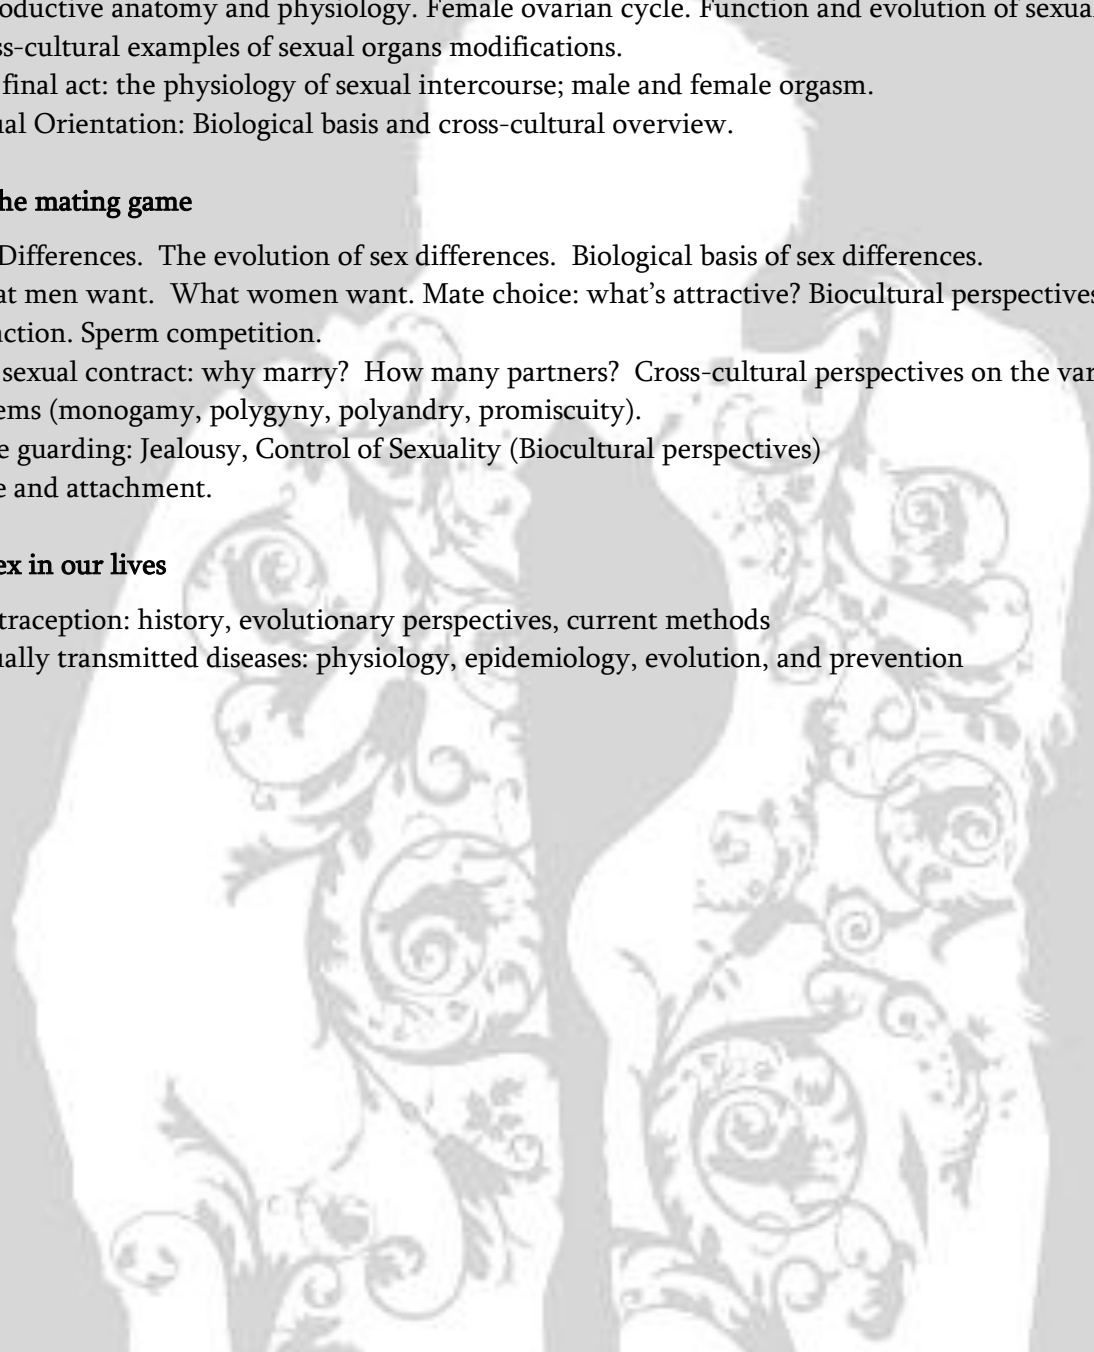 oductive anatomy and physiology. Female ovarian cycle. Function and evolution of sexua
ss-cultural examples of sexual organs modifications.
final act: the physiology of sexual intercourse; male and female orgasm.
ual Orientation: Biological basis and cross-cultural overview.
he mating game
Differences. The evolution of sex differences. Biological basis of sex differences.
at men want. What women want. Mate choice: what's attractive? Biocultural perspectives
action. Sperm competition.
sexual contract: why marry? How many partners? Cross-cultural perspectives on the var
ems (monogamy, polygyny, polyandry, promiscuity).
e guarding: Jealousy, Control of Sexuality (Biocultural perspectives)
e and attachment.
ex in our lives
traception: history, evolutionary perspectives, current methods
ually transmitted diseases: physiology, epidemiology, evolution, and prevention